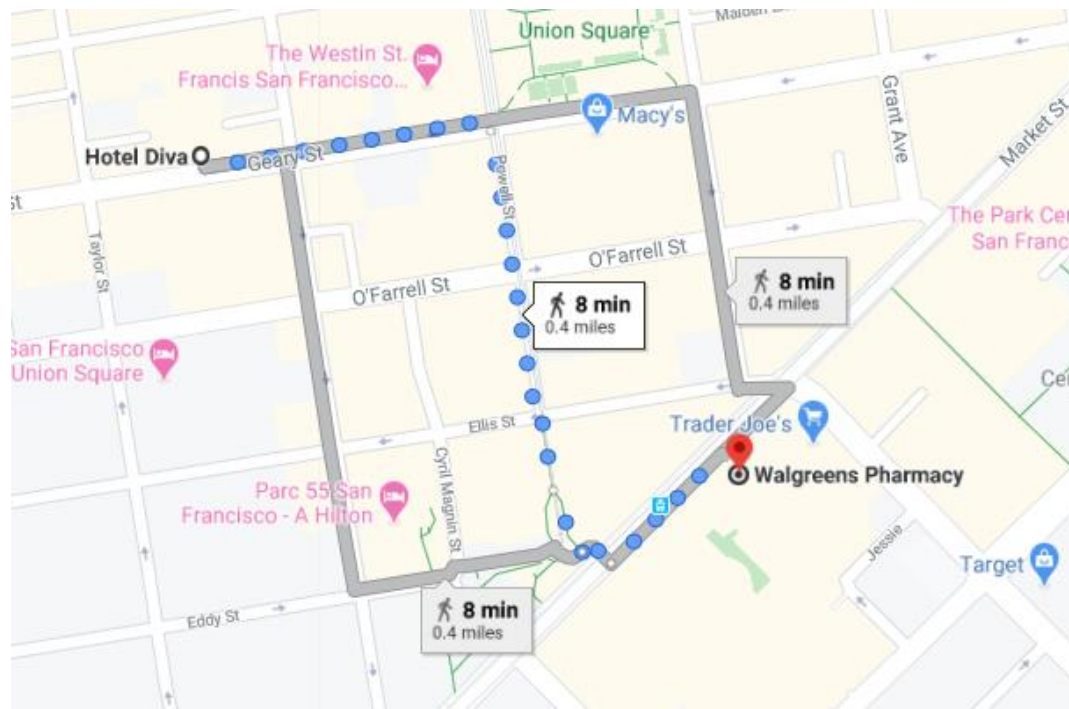 Maiden
Union Square
The Westin St.
Francis San Francisco...
Macy's
Grant Ave
Market St
Hotel Diva
Geary St
st
Powell St
The Park Cen
San Franc
Taylor St
O'Farrell St
O'Farrell St
8 min
0.4 miles
8 min
0.4 miles
San Francisco
Union Square
Cer
Ellis St
Trader Joe's
Walgreens Pharmacy
Cyril Magnin St
Parc 55 San
Francisco - A Hilton
Jessie
Target
8 min
0.4 miles
Eddy St